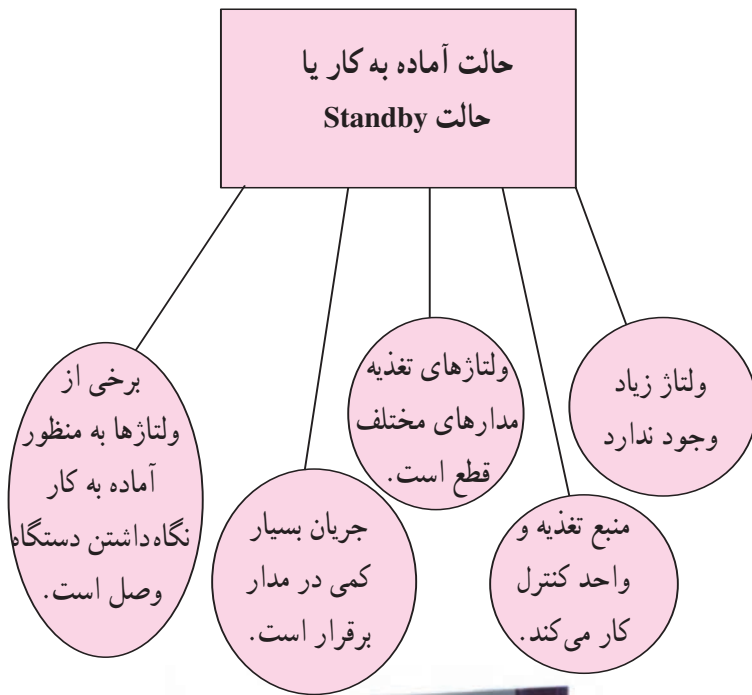 حالت آماده به کار یا
حالت Standby
ولتاژ زیاد
وجود ندارد
منبع تغذیه و
واحد کنترل
کار می‌کند.
ولتاژهای تغذیه
مدارهای مختلف
قطع است.
جریان بسیار
کمی در مدار
برقرار است.
برخی از
ولتاژها به منظور
آماده به کار
نگاه‌داشتن دستگاه
وصل است.